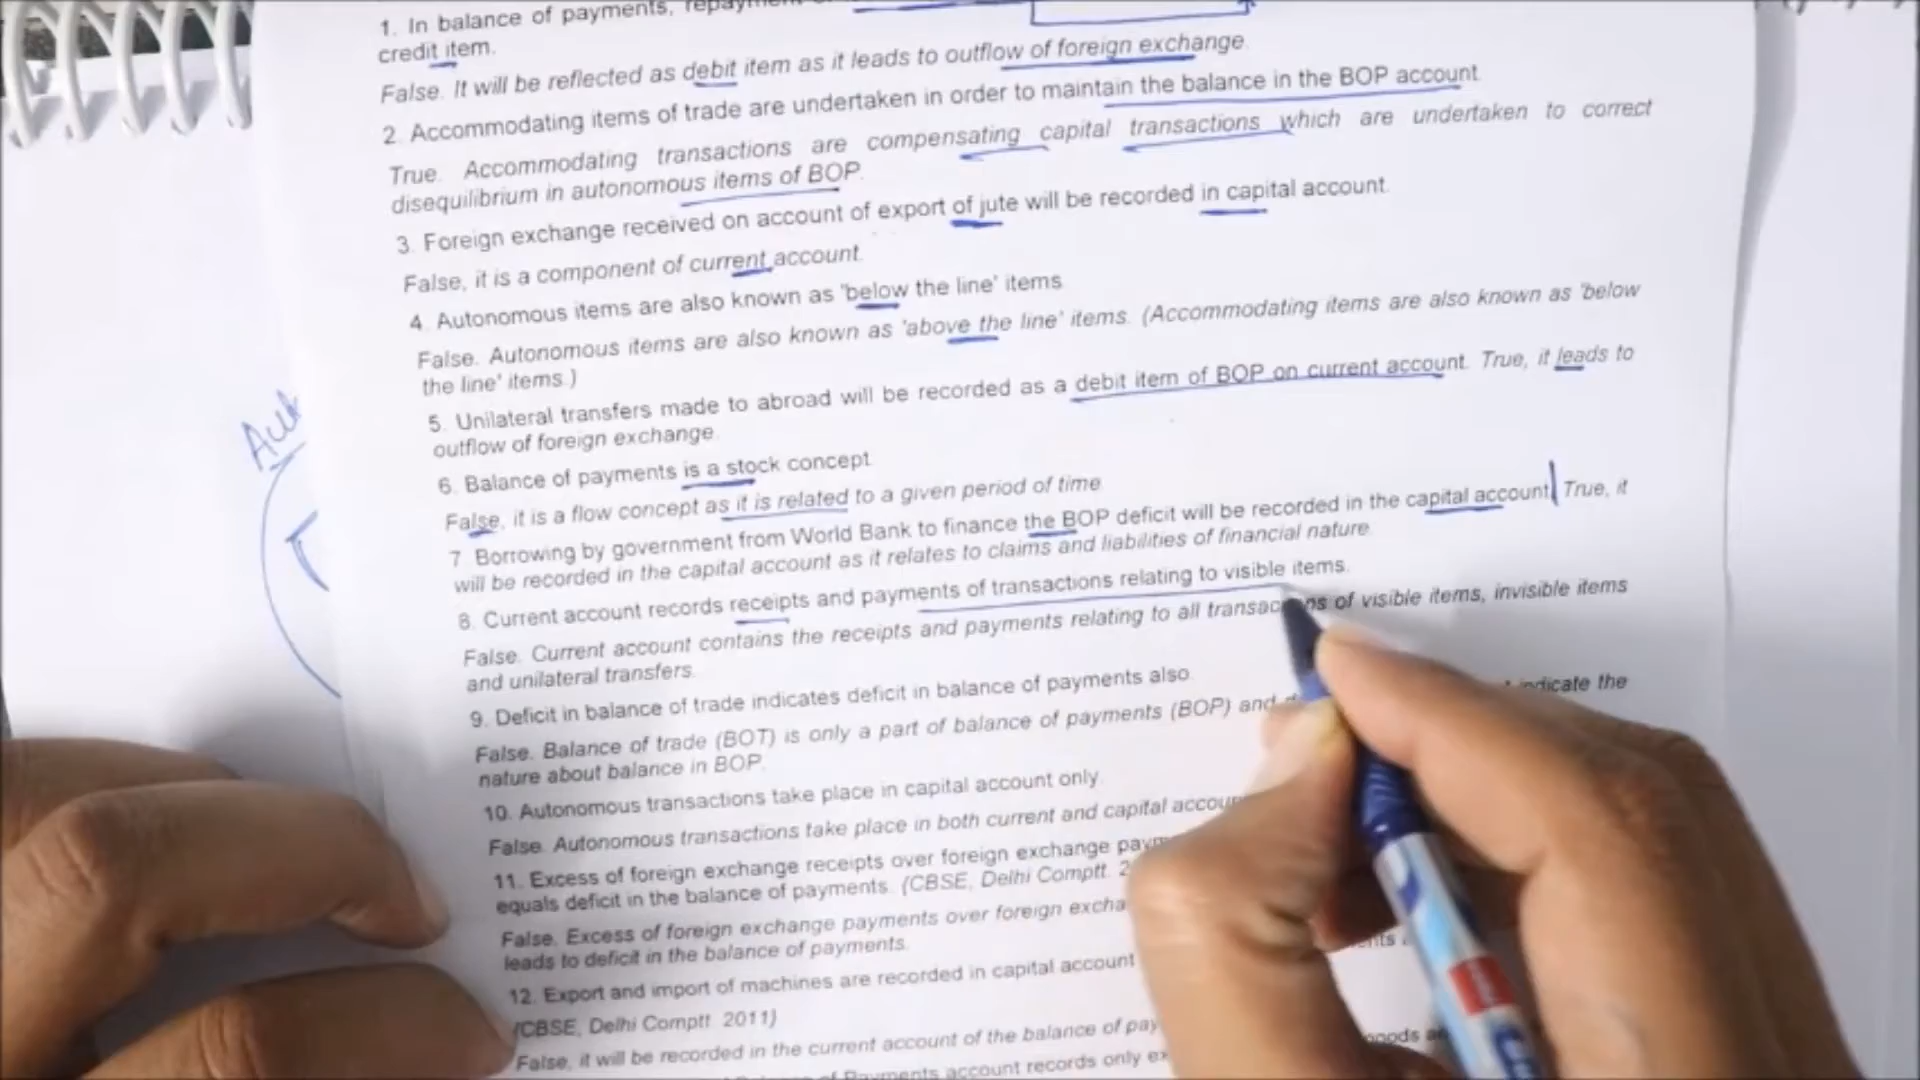 1. In balance of payments, repayment
credit item.
False. It will be reflected as debit item as it leads to outflow of foreign exchange.
2. Accommodating items of trade are undertaken in order to maintain the balance in the BOP account.
True. Accommodating transactions are compensating capital transactions which are undertaken to correct
disequilibrium in autonomous items of BOP.
3. Foreign exchange received on account of export of jute will be recorded in capital account.
False, it is a component of current account.
4. Autonomous items are also known as 'below the line' items.
False. Autonomous items are also known as 'above the line' items. (Accommodating items are also known as 'below
the line' items.)
5. Unilateral transfers made to abroad will be recorded as a debit item of BOP on current account. True, it leads to
outflow of foreign exchange.
6. Balance of payments is a stock concept.
False, it is a flow concept as it is related to a given period of time.
7. Borrowing by government from World Bank to finance the BOP deficit will be recorded in the capital account. True, it
will be recorded in the capital account as it relates to claims and liabilities of financial nature.
8. Current account records receipts and payments of transactions relating to visible items.
False. Current account contains the receipts and payments relating to all transactions of visible items, invisible items
and unilateral transfers.
9. Deficit in balance of trade indicates deficit in balance of payments also.
False. Balance of trade (BOT) is only a part of balance of payments (BOP) and indicate the
nature about balance in BOP.
10. Autonomous transactions take place in capital account only.
False. Autonomous transactions take place in both current and capital
11. Excess of foreign exchange receipts over foreign exchange
equals deficit in the balance of payments. (CBSE, Delhi Comptt.
False. Excess of foreign exchange payments over foreign
leads to deficit in the balance of payments.
12. Export and import of machines are recorded in capital account
(CBSE, Delhi Comptt. 2011)
False, it will be recorded in the current account of the balance of
Payments account records only